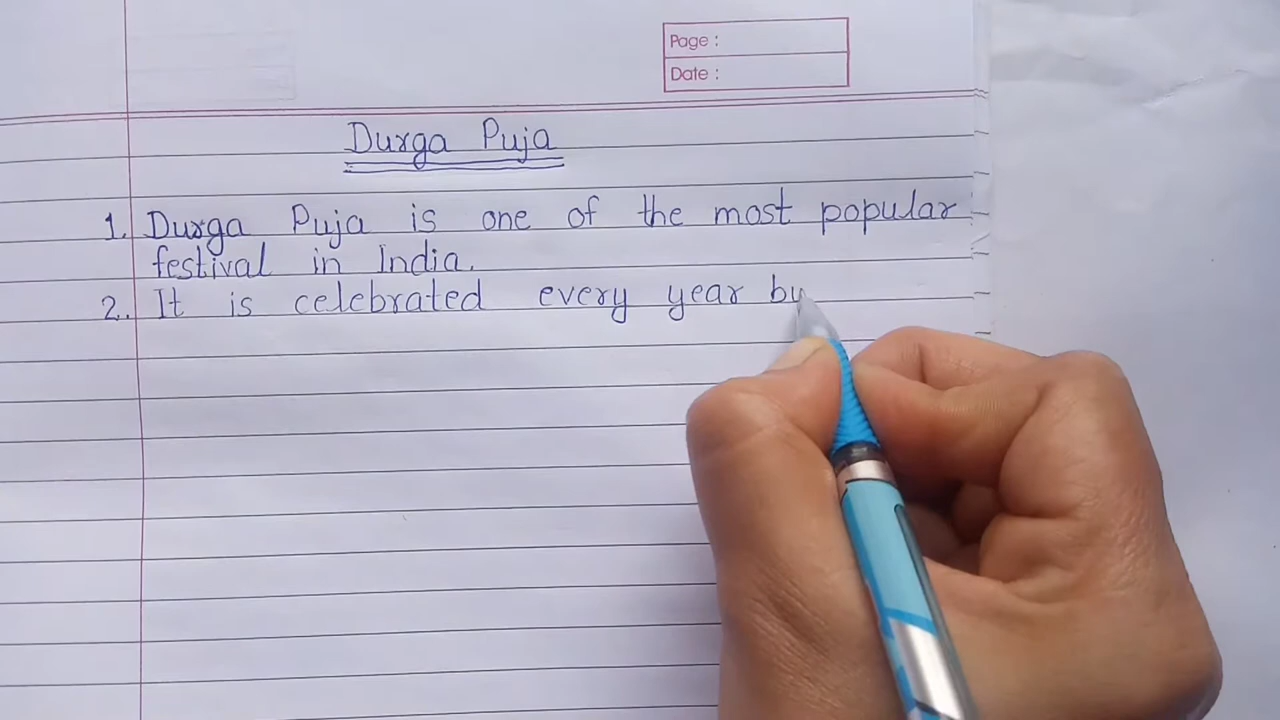 Page :
Date :
Durga Puja
1. Durga Puja is one of the most popular
festival in India.
2. It is celebrated every year by